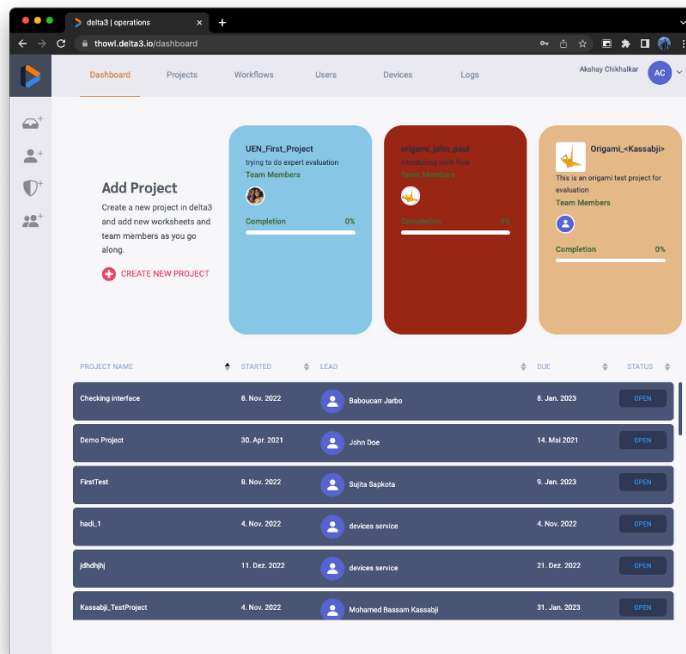 delta3 | operations
thowl.delta3.io/dashboard
Dashboard Projects Workflows Users Devices Logs Akshay Chikhalkar AC
Add Project
Create a new project in delta3
and add new worksheets and
team members as you go
along.
CREATE NEW PROJECT
UEN_First_Project
trying to do expert evaluation
Team Members
Completion 0%
origami_john_paul
introducing work flow
Team Members
Completion 0%
Origami_<Kassabji>
This is an origami test project for
evaluation
Team Members
Completion 0%
PROJECT NAME STARTED LEAD DUE STATUS
Checking interface 8. Nov. 2022 Baboucarr Jarbo 8. Jan. 2023 OPEN
Demo Project 30. Apr. 2021 John Doe 14. Mai 2021 OPEN
FirstTest 8. Nov. 2022 Sujita Sapkota 9. Jan. 2023 OPEN
hadi_1 4. Nov. 2022 devices service 4. Nov. 2022 OPEN
jdhdhjhj 11. Dez. 2022 devices service 21. Dez. 2022 OPEN
Kassabji_TestProject 4. Nov. 2022 Mohamed Bassam Kassabji 31. Jan. 2023 OPEN